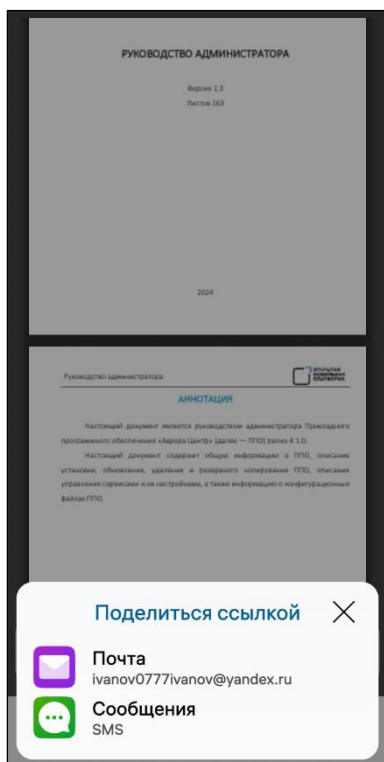 РУКОВОДСТВО АДМИНИСТРАТОРА
Версия 1.3
Листов 163
2024
Руководство администратора
ОТКРЫТАЯ
МОБИЛЬНАЯ
ПЛАТФОРМА
АННОТАЦИЯ
Настоящий документ является руководством администратора Прикладного
программного обеспечения «Аврора Центр» (далее — ППО) релиз 4.1.0.
Настоящий документ содержит общую информацию о ППО, описание
установки, обновления, удаления и резервного копирования ППО, описание
управления сервисами и их настройками, а также информацию о конфигурационных
файлах ППО.
Поделиться ссылкой
Почта
ivanov0777ivanov@yandex.ru
Сообщения
SMS